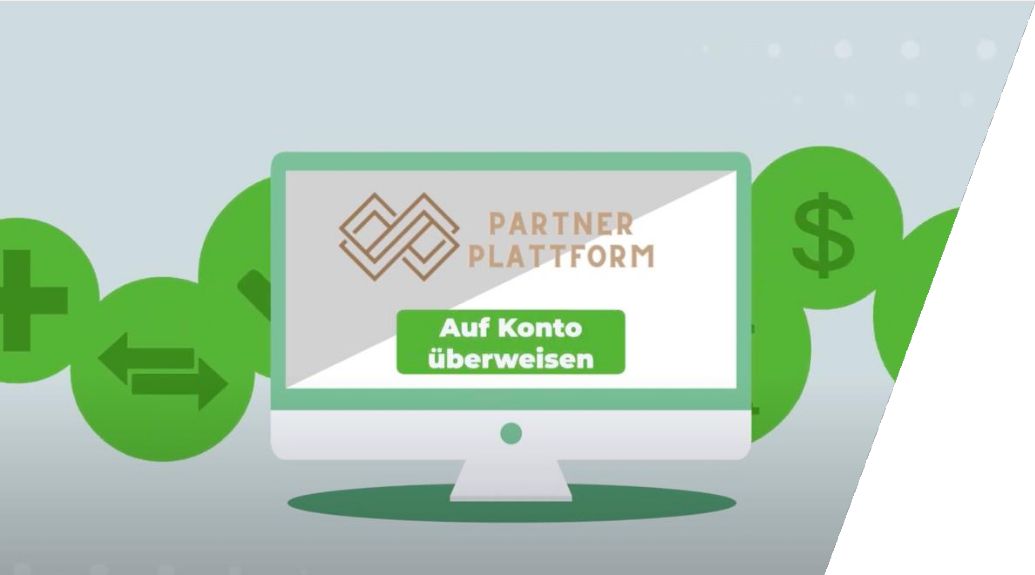 PARTNER
PLATTFORM
Auf Konto
überweisen
$